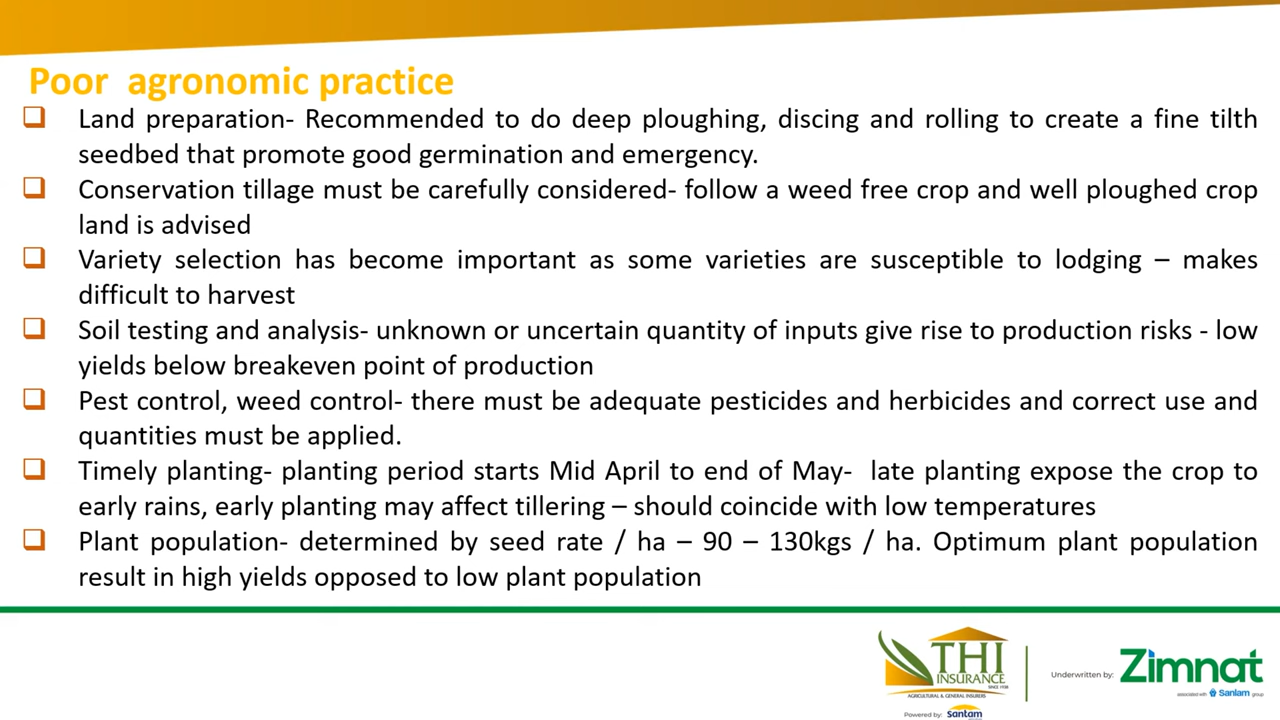 Poor agronomic practice
Land preparation- Recommended to do deep ploughing, discing and rolling to create a fine tilth
seedbed that promote good germination and emergency.
Conservation tillage must be carefully considered- follow a weed free crop and well ploughed crop
land is advised
Variety selection has become important as some varieties are susceptible to lodging – makes
difficult to harvest
Soil testing and analysis- unknown or uncertain quantity of inputs give rise to production risks - low
yields below breakeven point of production
Pest control, weed control- there must be adequate pesticides and herbicides and correct use and
quantities must be applied.
Timely planting- planting period starts Mid April to end of May- late planting expose the crop to
early rains, early planting may affect tillering – should coincide with low temperatures
Plant population- determined by seed rate / ha – 90 – 130kgs / ha. Optimum plant population
result in high yields opposed to low plant population
THI
INSURANCE
SINCE 1938
AGRICULTURAL & GENERAL INSURERS
Powered by: Santam
Underwritten by: Zimnat
associated with Sanlam group